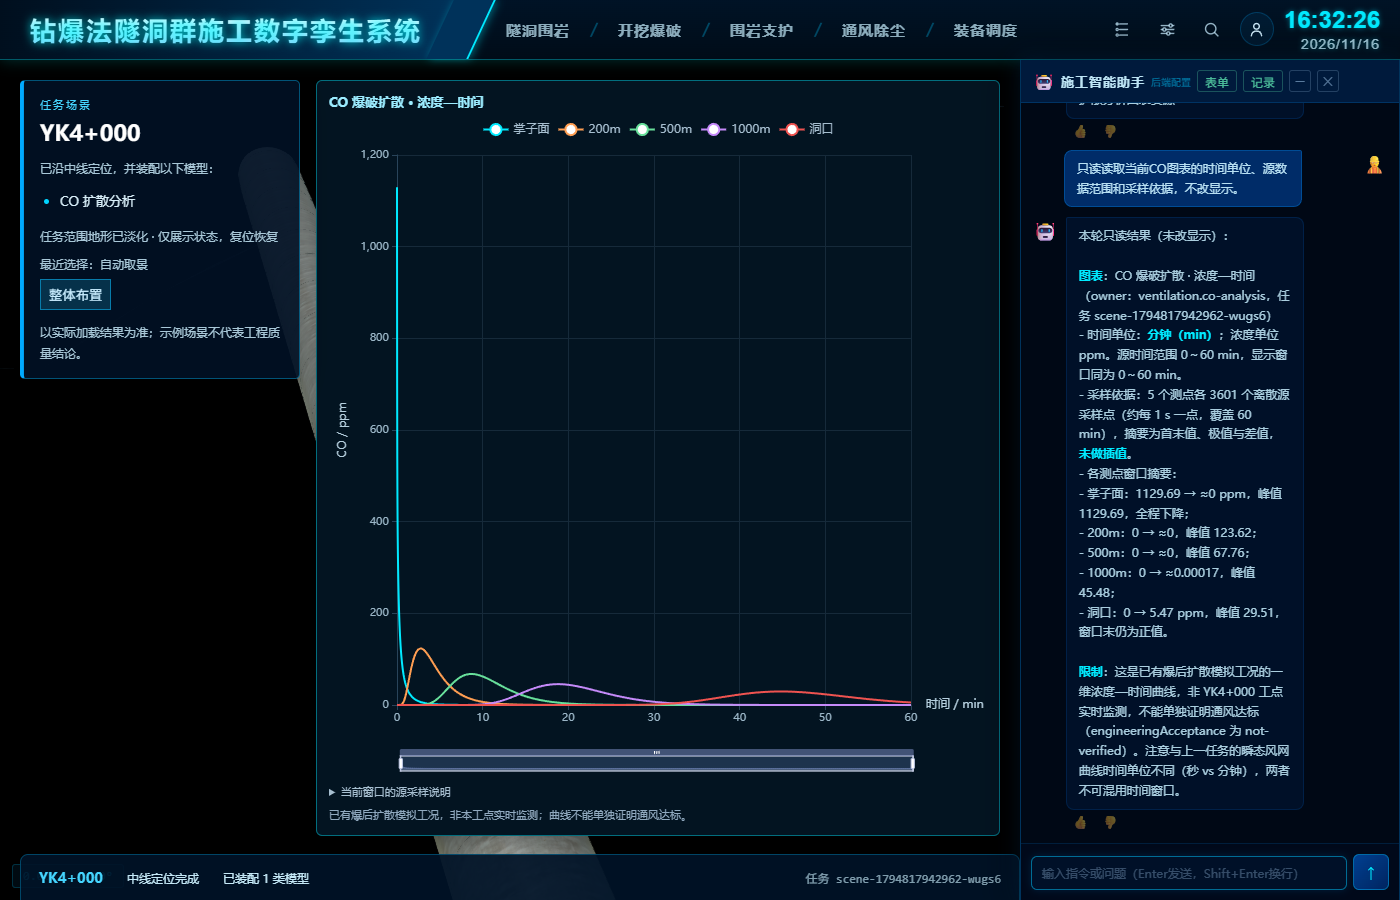 钻爆法隧洞群施工数字孪生系统
隧洞围岩 / 开挖爆破 / 围岩支护 / 通风除尘 / 装备调度
16:32:26
2026/11/16
任务场景
YK4+000
已沿中线定位，并装配以下模型：
• CO 扩散分析
任务范围地形已淡化 · 仅展示状态，复位恢复
最近选择：自动取景
整体布置
以实际加载结果为准；示例场景不代表工程质
量结论。
CO 爆破扩散 • 浓度—时间
掌子面 200m 500m 1000m 洞口
1,200
1,000
800
600
400
200
0
CO / ppm
0 10 20 30 40 50 60
时间 / min
▶ 当前窗口的源采样说明
已有爆后扩散模拟工况，非本工点实时监测；曲线不能单独证明通风达标。
YK4+000 中线定位完成 已装配 1 类模型
任务 scene-1794817942962-wugs6
施工智能助手 后端配置 表单 记录
只读读取当前CO图表的时间单位、源数
据范围和采样依据，不改显示。
本轮只读结果（未改显示）：
图表：CO 爆破扩散 · 浓度—时间
（owner：ventilation.co-analysis，任
务 scene-1794817942962-wugs6）
- 时间单位：分钟（min）；浓度单位
ppm。源时间范围 0～60 min，显示窗
口同为 0～60 min。
- 采样依据：5 个测点各 3601 个离散源
采样点（约每 1 s 一点，覆盖 60
min），摘要为首末值、极值与差值，
未做插值。
- 各测点窗口摘要：
- 掌子面：1129.69 → ≈0 ppm，峰值
1129.69，全程下降；
- 200m：0 → ≈0，峰值 123.62；
- 500m：0 → ≈0，峰值 67.76；
- 1000m：0 → ≈0.00017，峰值
45.48；
- 洞口：0 → 5.47 ppm，峰值 29.51，
窗口末仍为正值。
限制：这是已有爆后扩散模拟工况的一
维浓度—时间曲线，非 YK4+000 工点
实时监测，不能单独证明通风达标
（engineeringAcceptance 为 not-
verified）。注意与上一任务的瞬态风网
曲线时间单位不同（秒 vs 分钟），两者
不可混用时间窗口。
输入指令或问题（Enter发送，Shift+Enter换行）